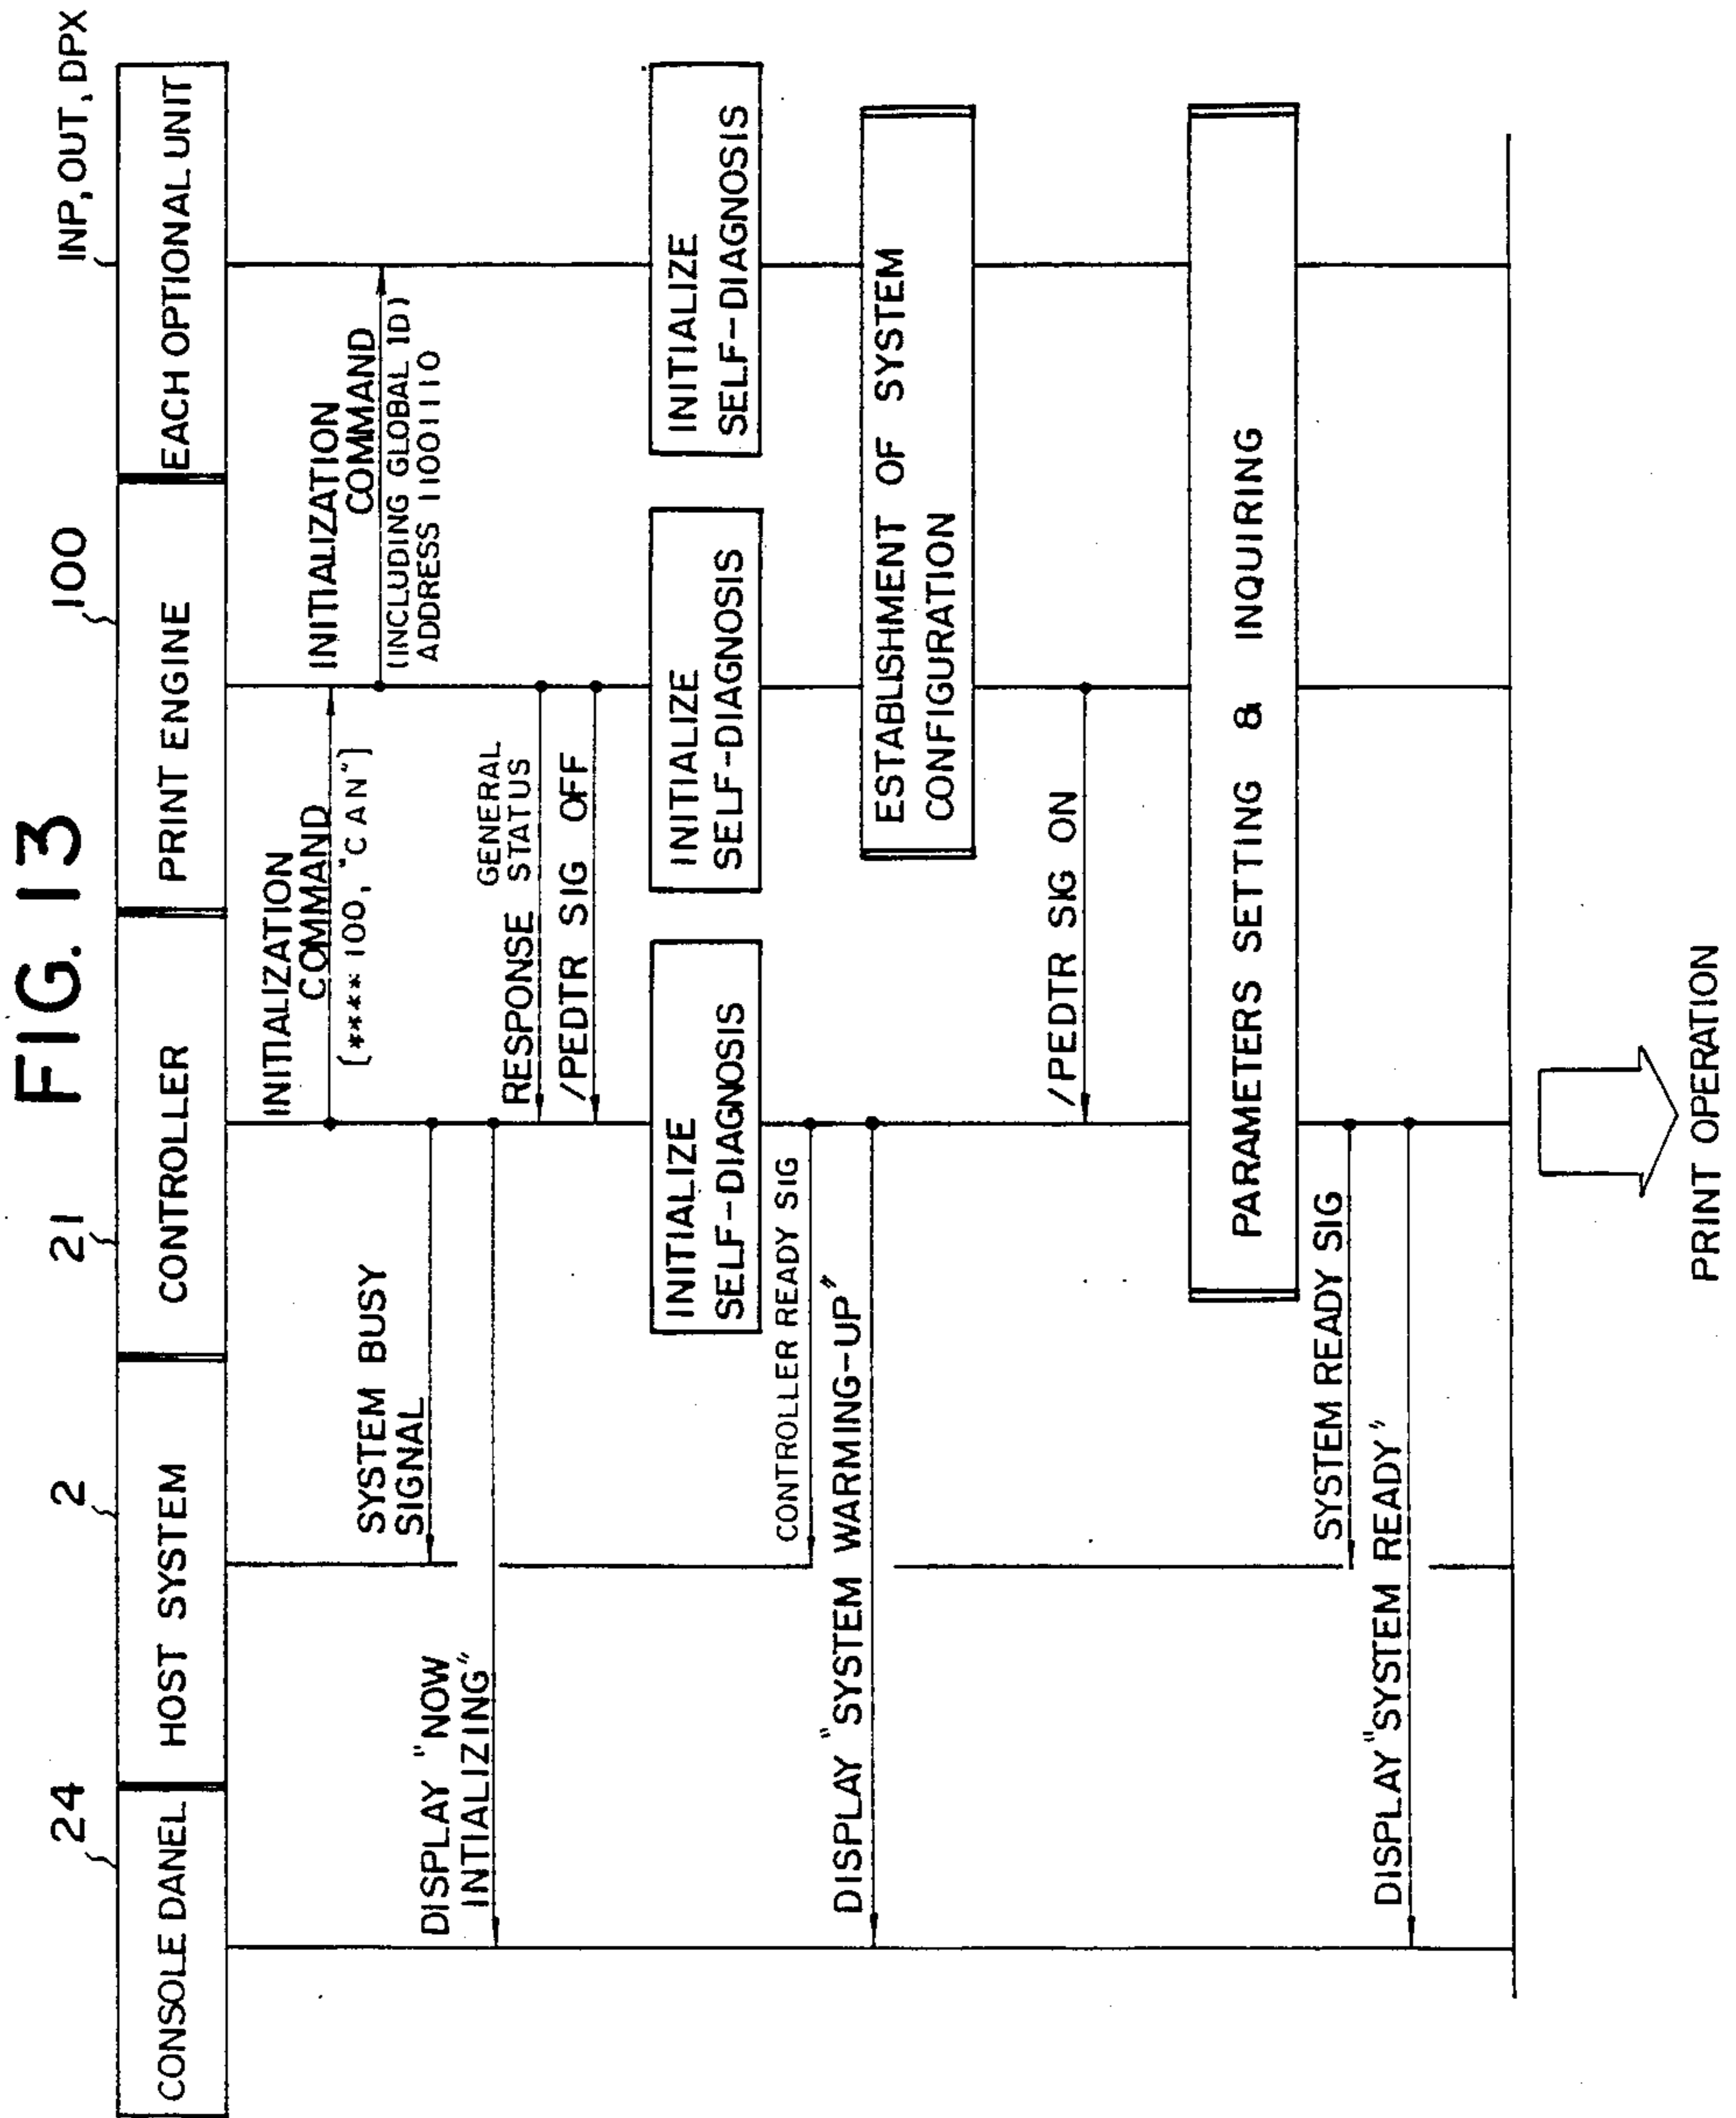 FIG. 13
24
2
21
100
INP, OUT, DPX
CONSOLE DANEL
HOST SYSTEM
CONTROLLER
PRINT ENGINE
EACH OPTIONAL UNIT
INITIALIZATION
COMMAND
[**** 100, "CAN"]
INITIALIZATION
COMMAND
(INCLUDING GLOBAL ID)
ADDRESS 11001110
SYSTEM BUSY
SIGNAL
DISPLAY "NOW
INTIALIZING"
RESPONSE
GENERAL
STATUS
/PEDTR SIG OFF
INITIALIZE
SELF-DIAGNOSIS
INITIALIZE
SELF-DIAGNOSIS
INITIALIZE
SELF-DIAGNOSIS
CONTROLLER READY SIG
DISPLAY "SYSTEM WARMING-UP"
ESTABLISHMENT OF SYSTEM
CONFIGURATION
/PEDTR SIG ON
PARAMETERS SETTING & INQUIRING
SYSTEM READY SIG
DISPLAY "SYSTEM READY"
PRINT OPERATION